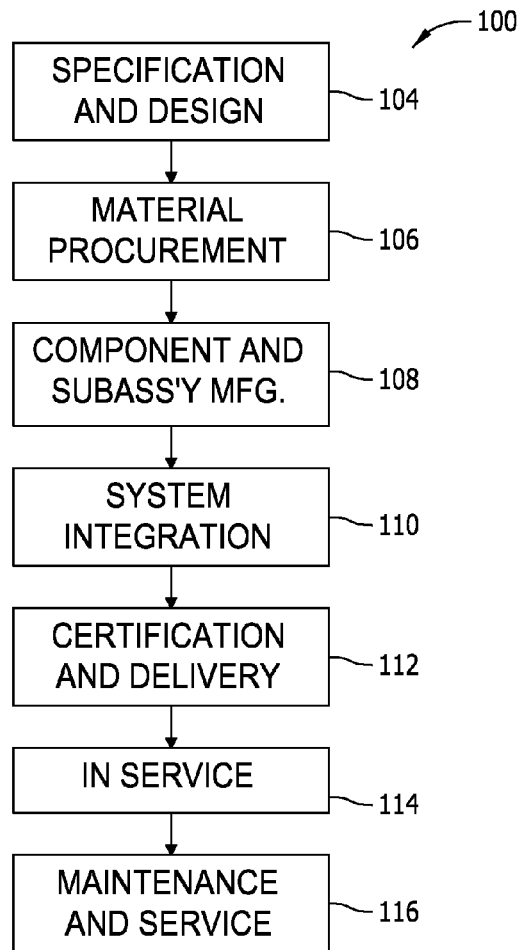 100
SPECIFICATION
AND DESIGN
104
MATERIAL
PROCUREMENT
106
COMPONENT AND
SUBASS'Y MFG.
108
SYSTEM
INTEGRATION
110
CERTIFICATION
AND DELIVERY
112
IN SERVICE
114
MAINTENANCE
AND SERVICE
116